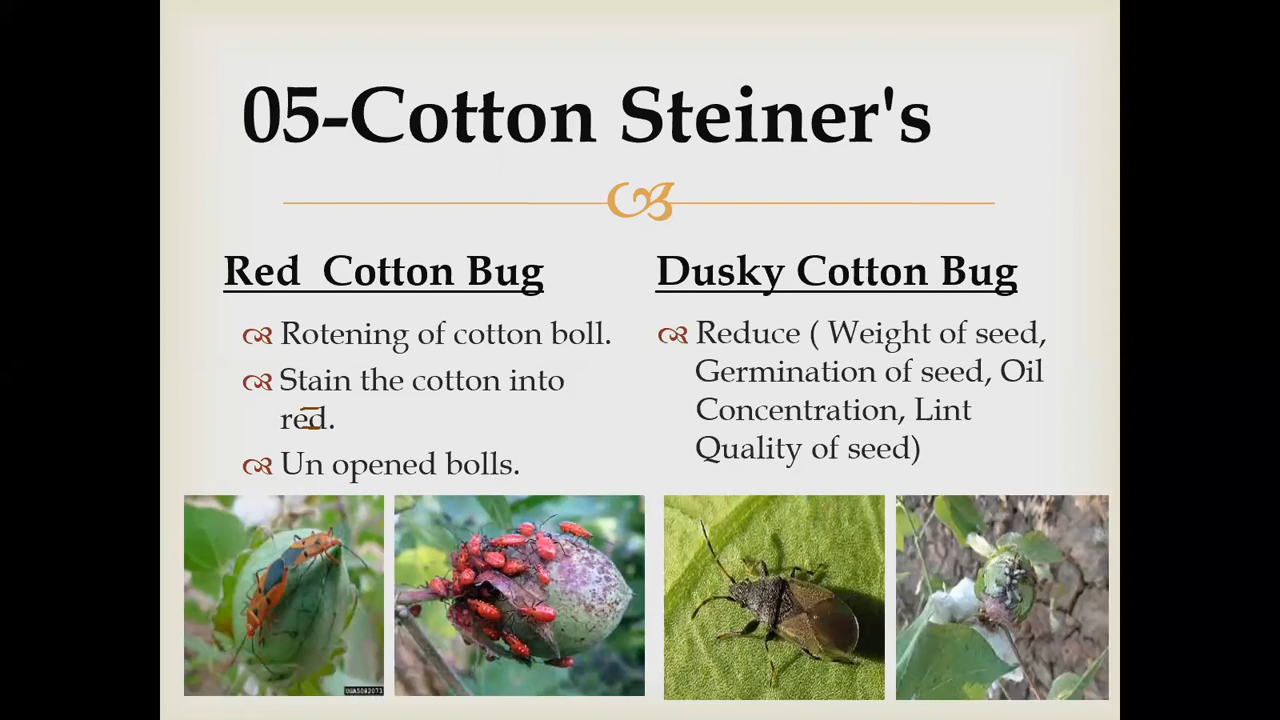 05-Cotton Steiner's
Red Cotton Bug
Rotening of cotton boll.
Stain the cotton into
red.
Un opened bolls.
Dusky Cotton Bug
Reduce ( Weight of seed,
Germination of seed, Oil
Concentration, Lint
Quality of seed)
UGA5082073